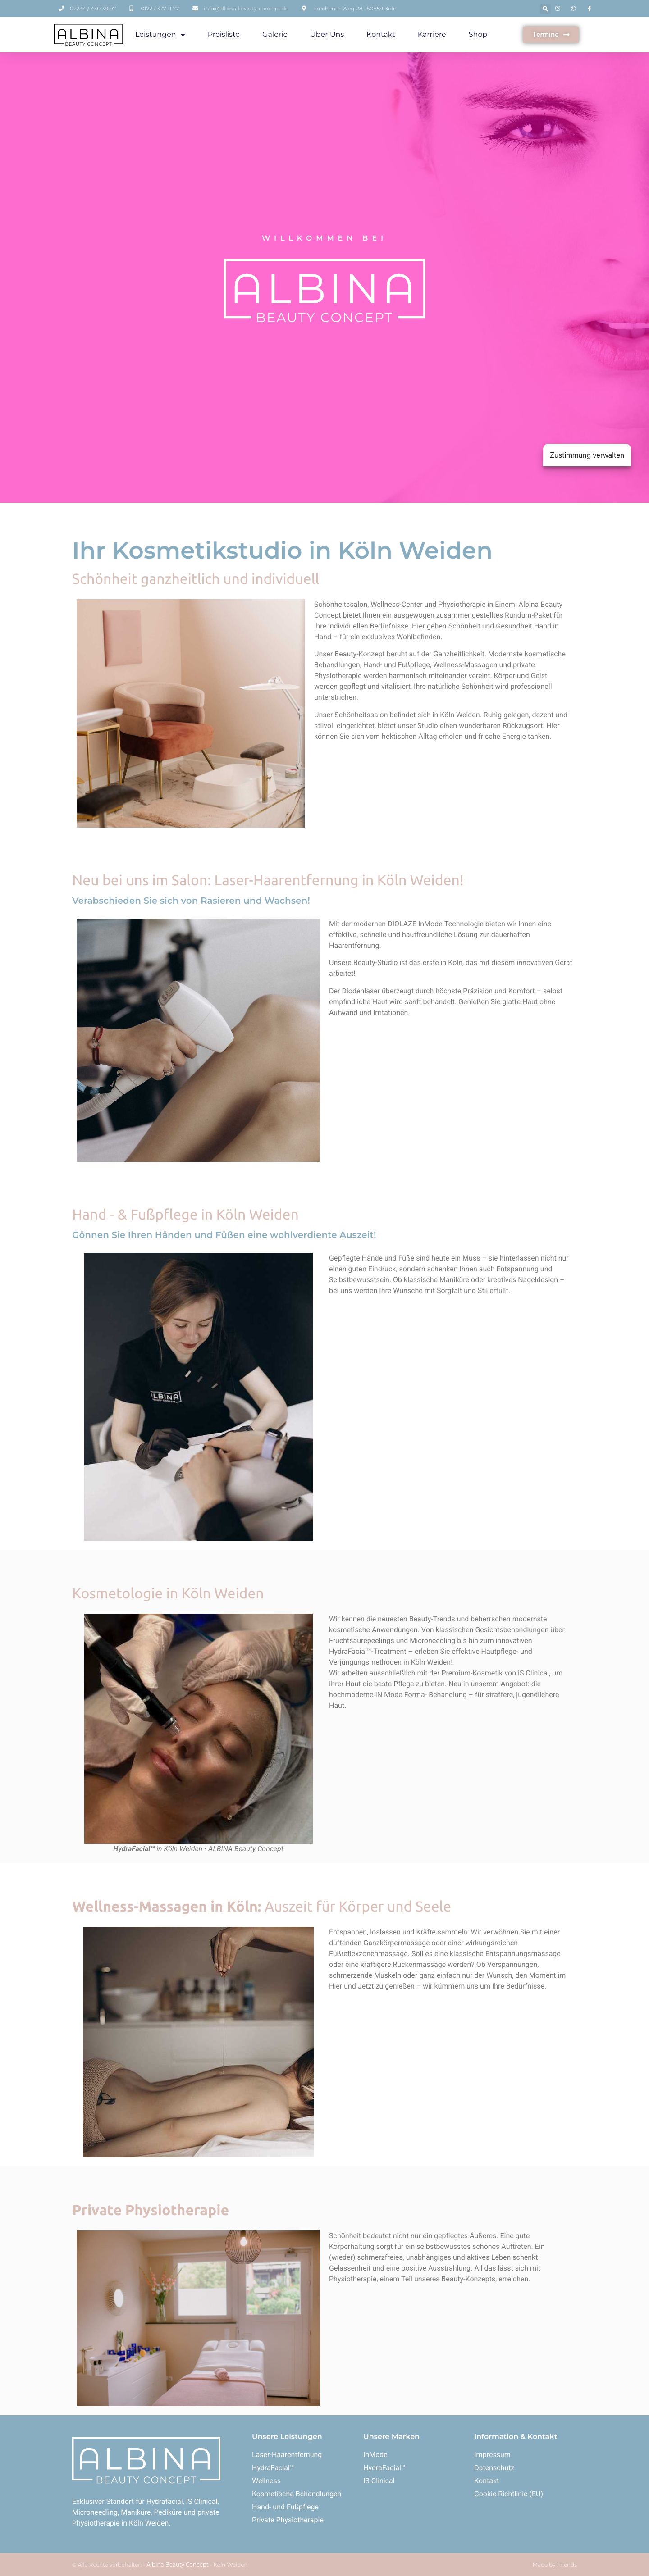 02234 / 430 39 97
0173 / 377 11 77
info@albina-beauty-concept.de
Frechener Weg 28 • 50859 Köln
ALBINA
BEAUTY CONCEPT
Leistungen
Preisliste
Galerie
Über Uns
Kontakt
Karriere
Shop
Termine
WILLKOMMEN BEI
ALBINA
BEAUTY CONCEPT
Zustimmung verwalten
Ihr Kosmetikstudio in Köln Weiden
Schönheit ganzheitlich und individuell
Schönheitssalon, Wellness-Center und Physiotherapie in Einem: Albina Beauty
Concept bietet Ihnen ein ausgewogen zusammengestelltes Rundum-Paket für
Ihre individuellen Bedürfnisse. Hier gehen Schönheit und Gesundheit Hand in
Hand – für ein exklusives Wohlbefinden.
Unser Beauty-Konzept beruht auf der Ganzheitlichkeit. Modernste kosmetische
Behandlungen, Hand- und Fußpflege, Wellness-Massagen und private
Physiotherapie werden harmonisch miteinander vereint. Körper und Geist
werden gepflegt und vitalisiert, Ihre natürliche Schönheit wird professionell
unterstrichen.
Unser Schönheitssalon befindet sich in Köln Weiden. Ruhig gelegen, dezent und
stilvoll eingerichtet, bietet unser Studio einen wunderbaren Rückzugsort. Hier
können Sie sich vom hektischen Alltag erholen und frische Energie tanken.
Neu bei uns im Salon: Laser-Haarentfernung in Köln Weiden!
Verabschieden Sie sich von Rasieren und Wachsen!
Mit der modernen DIOLAZE InMode-Technologie bieten wir Ihnen eine
effektive, schnelle und hautfreundliche Lösung zur dauerhaften
Haarentfernung.
Unsere Beauty-Studio ist das erste in Köln, das mit diesem innovativen Gerät
arbeitet!
Der Diodenlaser überzeugt durch höchste Präzision und Komfort – selbst
empfindliche Haut wird sanft behandelt. Genießen Sie glatte Haut ohne
Aufwand und Irritationen.
Hand - & Fußpflege in Köln Weiden
Gönnen Sie Ihren Händen und Füßen eine wohlverdiente Auszeit!
ALBINA
Gepflegte Hände und Füße sind heute ein Muss – sie hinterlassen nicht nur
einen guten Eindruck, sondern schenken Ihnen auch Entspannung und
Selbstbewusstsein. Ob klassische Maniküre oder kreatives Nageldesign –
bei uns werden Ihre Wünsche mit Sorgfalt und Stil erfüllt.
Kosmetologie in Köln Weiden
Wir kennen die neuesten Beauty-Trends und beherrschen modernste
kosmetische Anwendungen. Von klassischen Gesichtsbehandlungen über
Fruchtsäurepeelings und Microneedling bis hin zum innovativen
HydraFacial™-Treatment – erleben Sie effektive Hautpflege- und
Verjüngungsmethoden in Köln Weiden!
Wir arbeiten ausschließlich mit der Premium-Kosmetik von iS Clinical, um
Ihrer Haut die beste Pflege zu bieten. Neu in unserem Angebot: die
hochmoderne IN Mode Forma- Behandlung – für straffere, jugendlichere
Haut.
HydraFacial™ in Köln Weiden • ALBINA Beauty Concept
Wellness-Massagen in Köln: Auszeit für Körper und Seele
Entspannen, loslassen und Kräfte sammeln: Wir verwöhnen Sie mit einer
duftenden Ganzkörpermassage oder einer wirkungsreichen
Fußreflexzonenmassage. Soll es eine klassische Entspannungsmassage
oder eine kräftigere Rückenmassage werden? Ob Verspannungen,
schmerzende Muskeln oder ganz einfach nur der Wunsch, den Moment im
Hier und Jetzt zu genießen – wir kümmern uns um Ihre Bedürfnisse.
Private Physiotherapie
Schönheit bedeutet nicht nur ein gepflegtes Äußeres. Eine gute
Körperhaltung sorgt für ein selbstbewusstes schönes Auftreten. Ein
(wieder) schmerzfreies, unabhängiges und aktives Leben schenkt
Gelassenheit und eine positive Ausstrahlung. All das lässt sich mit
Physiotherapie, einem Teil unseres Beauty-Konzepts, erreichen.
ALBINA
BEAUTY CONCEPT
Exklusiver Standort für Hydrafacial, IS Clinical,
Microneedling, Maniküre, Pediküre und private
Physiotherapie in Köln Weiden.
Unsere Leistungen
Laser-Haarentfernung
HydraFacial™
Wellness
Kosmetische Behandlungen
Hand- und Fußpflege
Private Physiotherapie
Unsere Marken
InMode
HydraFacial™
IS Clinical
Information & Kontakt
Impressum
Datenschutz
Kontakt
Cookie Richtlinie (EU)
© Alle Rechte vorbehalten - Albina Beauty Concept - Köln Weiden